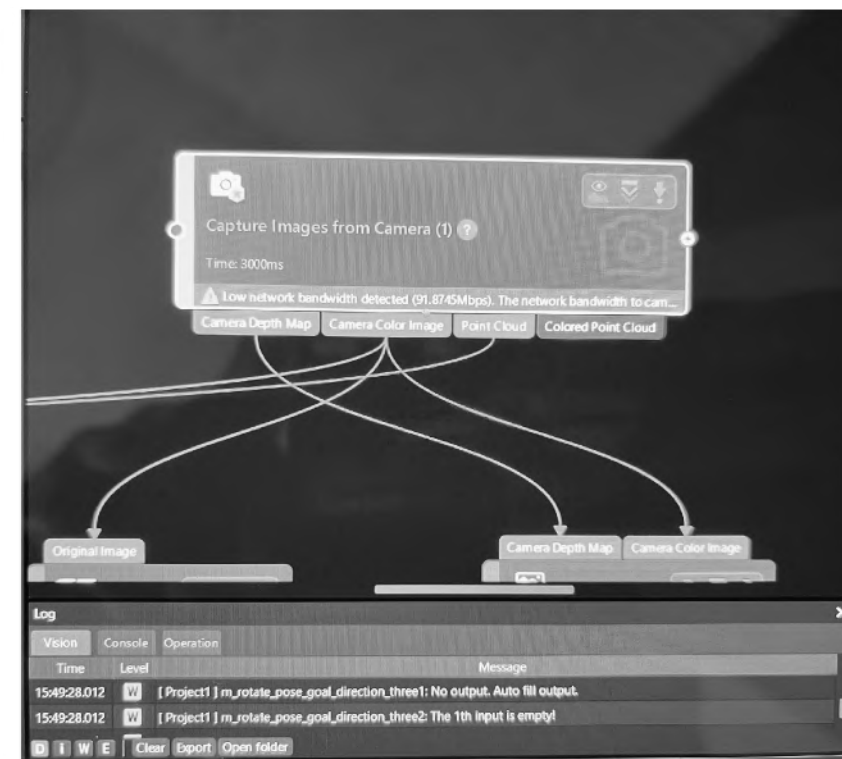 Capture Images from Camera (1) ?
Time: 3000ms
Low network bandwidth detected (91.8745Mbps). The network bandwidth to cam...
Camera Depth Map Camera Color Image Point Cloud Colored Point Cloud
Original Image Camera Depth Map Camera Color Image
Log X
Vision Console Operation
Time Level Message
15:49:28.012 W [ Project1 ] m_rotate_pose_goal_direction_three1: No output. Auto fill output.
15:49:28.012 W [ Project1 ] m_rotate_pose_goal_direction_three2: The 1th input is empty!
D i W E Clear Export Open folder